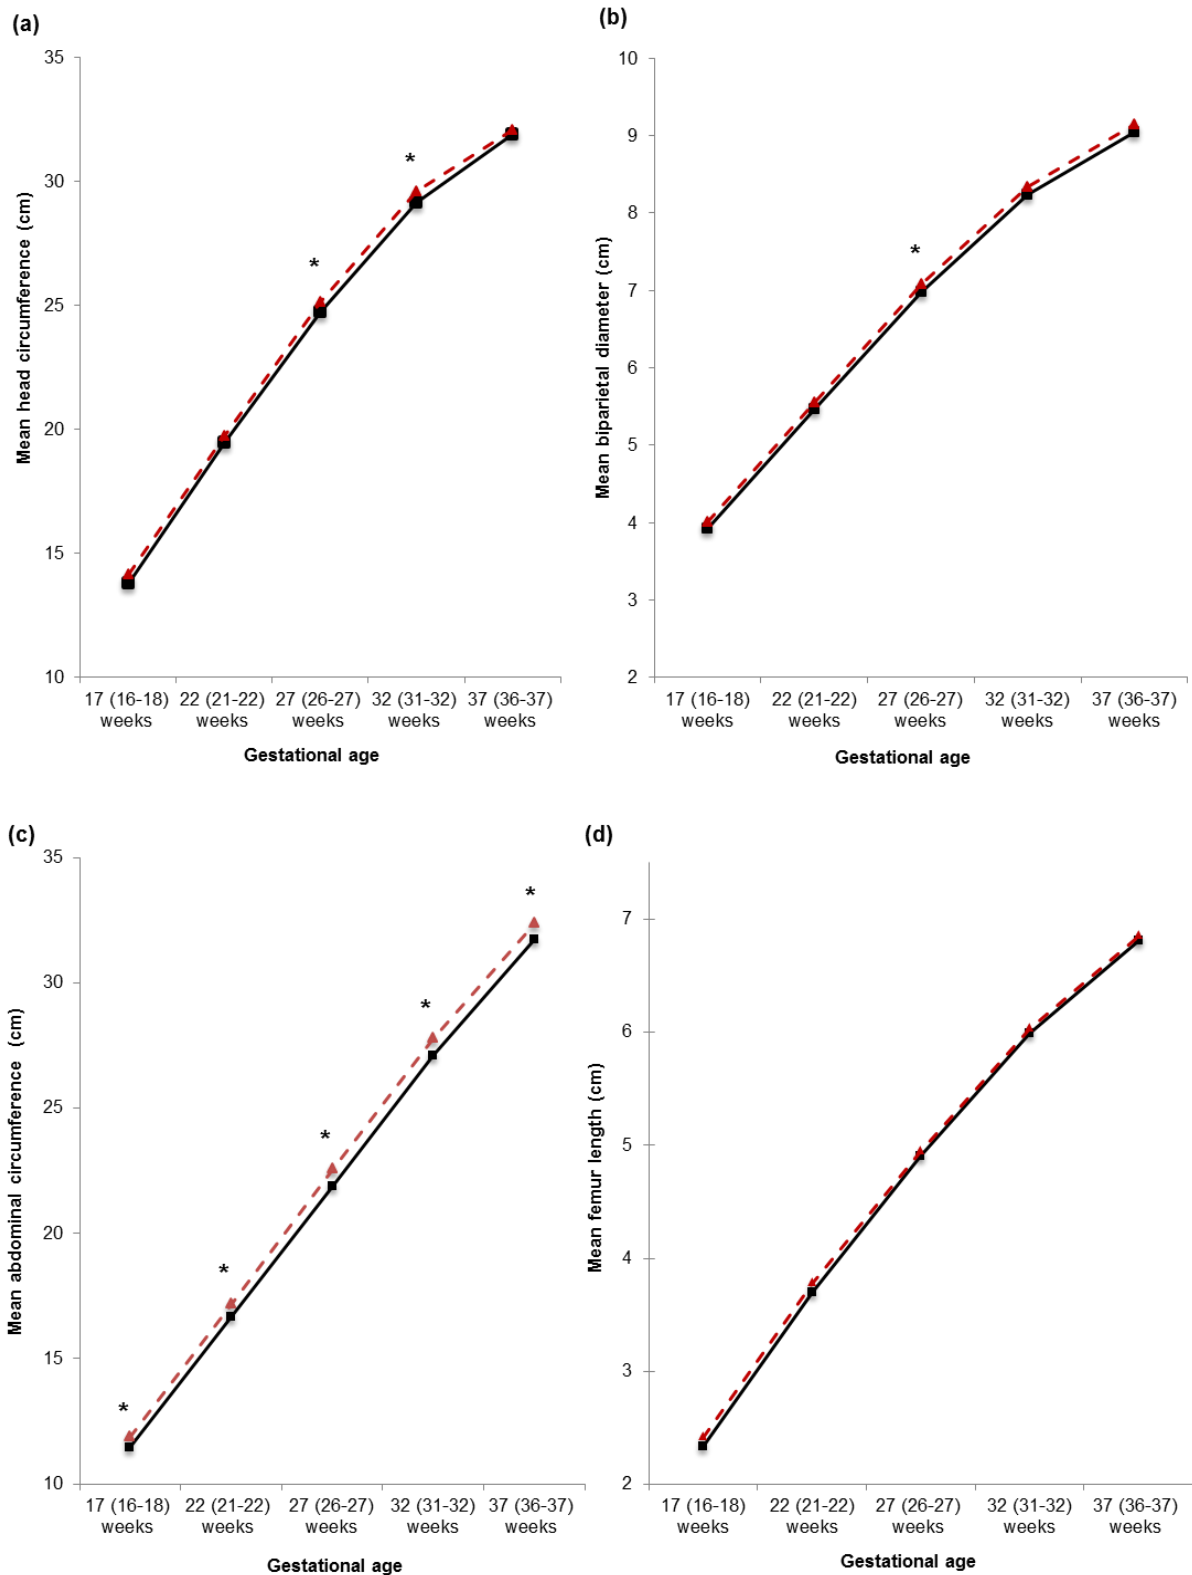 (a)
35
30
25
20
15
10
Mean head circumference (cm)
*
*
17 (16-18) 22 (21-22) 27 (26-27) 32 (31-32) 37 (36-37)
weeks weeks weeks weeks weeks
Gestational age
(b)
10
9
8
7
6
5
4
3
2
Mean biparietal diameter (cm)
*
17 (16-18) 22 (21-22) 27 (26-27) 32 (31-32) 37 (36-37)
weeks weeks weeks weeks weeks
Gestational age
(c)
35
30
25
20
15
10
Mean abdominal circumference (cm)
*
*
*
*
*
17 (16-18) 22 (21-22) 27 (26-27) 32 (31-32) 37 (36-37)
weeks weeks weeks weeks weeks
Gestational age
(d)
7
6
5
4
3
2
Mean femur length (cm)
17 (16-18) 22 (21-22) 27 (26-27) 32 (31-32) 37 (36-37)
weeks weeks weeks weeks weeks
Gestational age